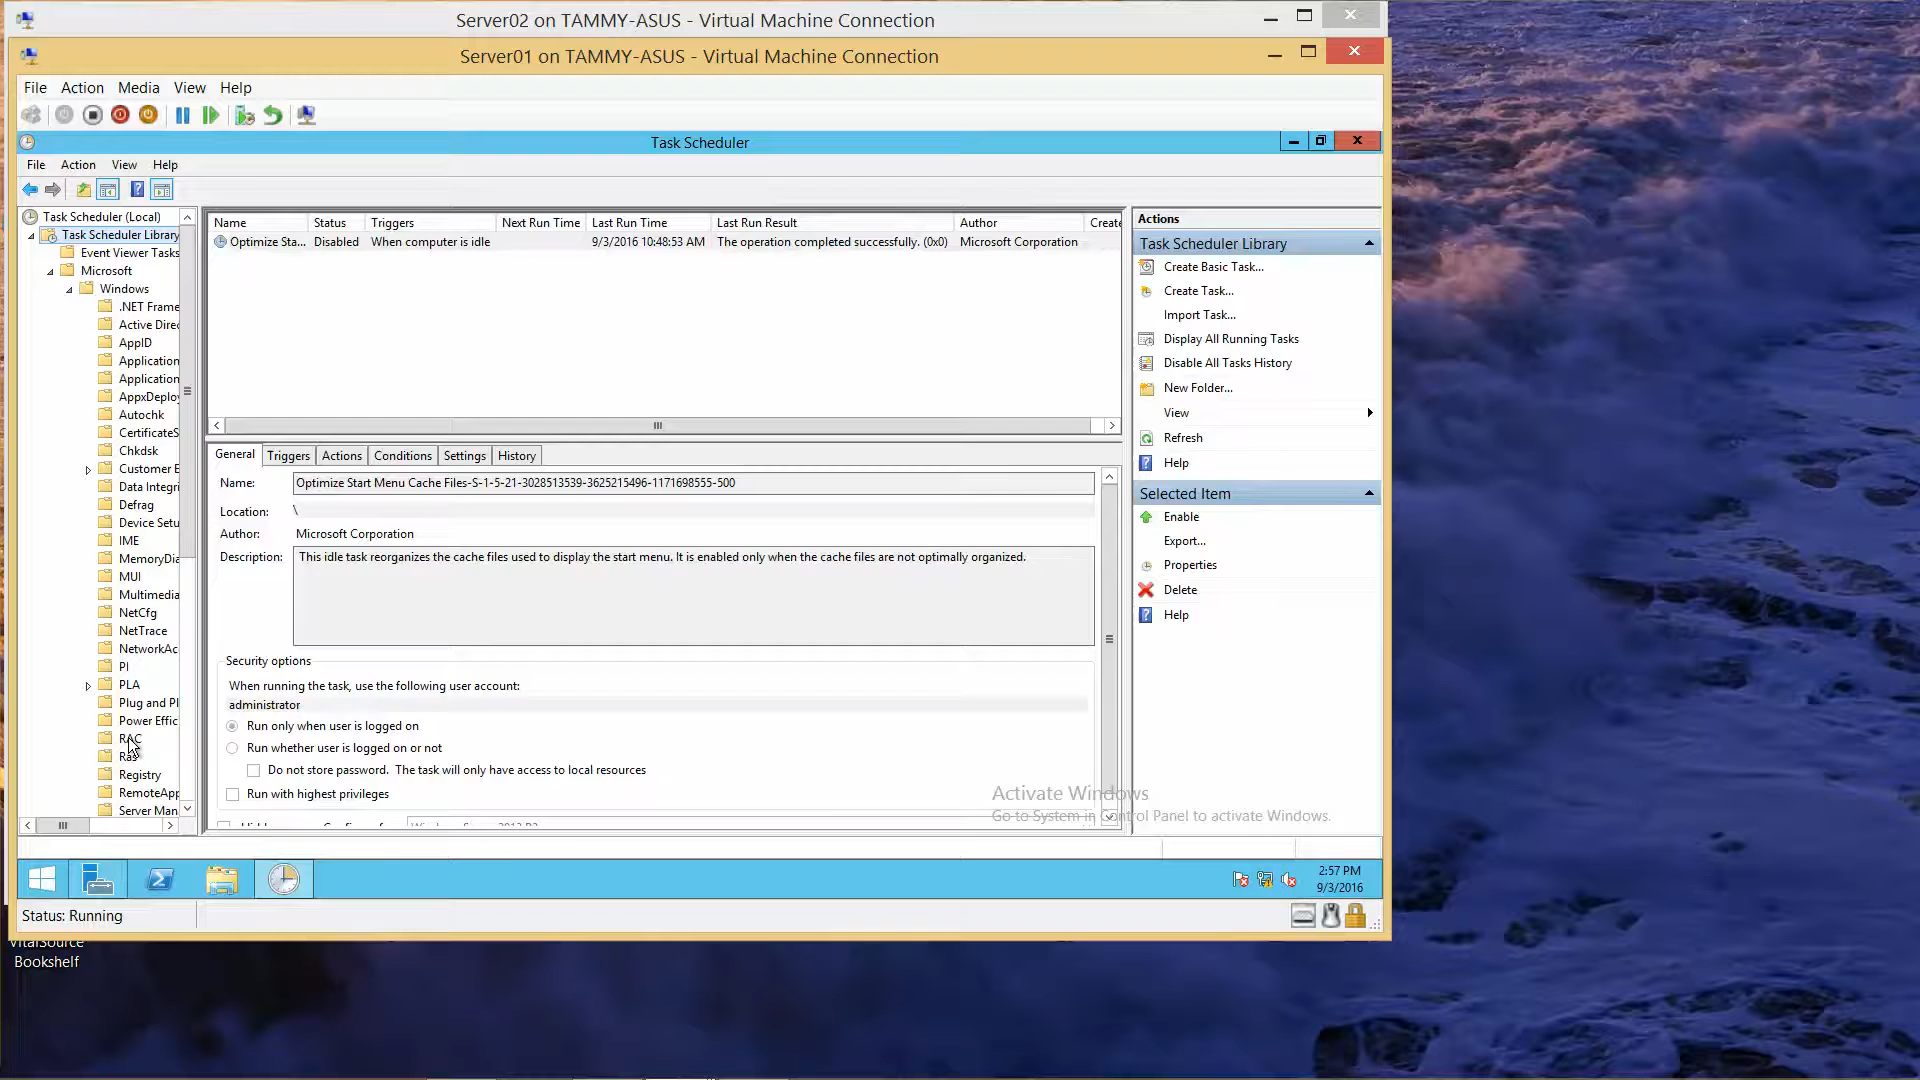 Server02 on TAMMY-ASUS - Virtual Machine Connection
Server01 on TAMMY-ASUS - Virtual Machine Connection
File Action Media View Help
Task Scheduler
File Action View Help
Task Scheduler (Local)
Task Scheduler Library
Event Viewer Tasks
Microsoft
Windows
.NET Frame
Active Direc
AppID
Application
Application
AppxDeploy
Autochk
CertificateS
Chkdsk
Customer E
Data Integri
Defrag
Device Setu
IME
MemoryDia
MUI
Multimedia
NetCfg
NetTrace
NetworkAc
PI
PLA
Plug and Pl
Power Effic
RAC
Ras
Registry
RemoteApp
Server Man
Name Status Triggers Next Run Time Last Run Time Last Run Result Author Create
Optimize Sta... Disabled When computer is idle 9/3/2016 10:48:53 AM The operation completed successfully. (0x0) Microsoft Corporation
General Triggers Actions Conditions Settings History
Name: Optimize Start Menu Cache Files-S-1-5-21-3028513539-3625215496-1171698555-500
Location: \
Author: Microsoft Corporation
Description: This idle task reorganizes the cache files used to display the start menu. It is enabled only when the cache files are not optimally organized.
Security options
When running the task, use the following user account:
administrator
Run only when user is logged on
Run whether user is logged on or not
Do not store password. The task will only have access to local resources
Run with highest privileges
Actions
Task Scheduler Library
Create Basic Task...
Create Task...
Import Task...
Display All Running Tasks
Disable All Tasks History
New Folder...
View
Refresh
Help
Selected Item
Enable
Export...
Properties
Delete
Help
Activate Windows
Go to System in Control Panel to activate Windows.
2:57 PM
9/3/2016
Status: Running
VitalSource
Bookshelf